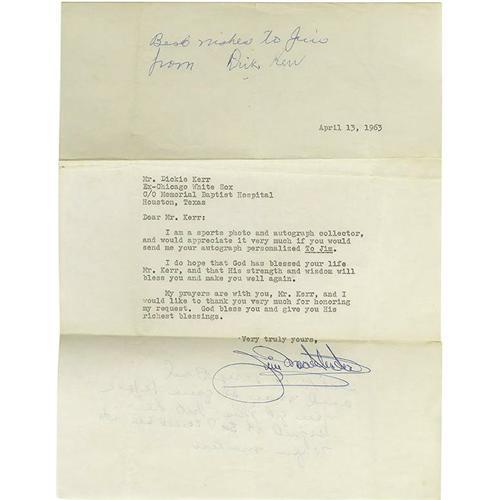 Best wishes to Jim
from Dick Kerr
April 13, 1963
Mr. Dickie Kerr
Ex-Chicago White Sox
C/O Memorial Baptist Hospital
Houston, Texas
Dear Mr. Kerr:
I am a sports photo and autograph collector,
and would appreciate it very much if you would
send me your autograph personalized To Jim.
I do hope that God has blessed your life
Mr. Kerr, and that His strength and wisdom will
bless you and make you well again.
My prayers are with you, Mr. Kerr, and I
would like to thank you very much for honoring
my request. God bless you and give you His
richest blessings.
Very truly yours,
Jim